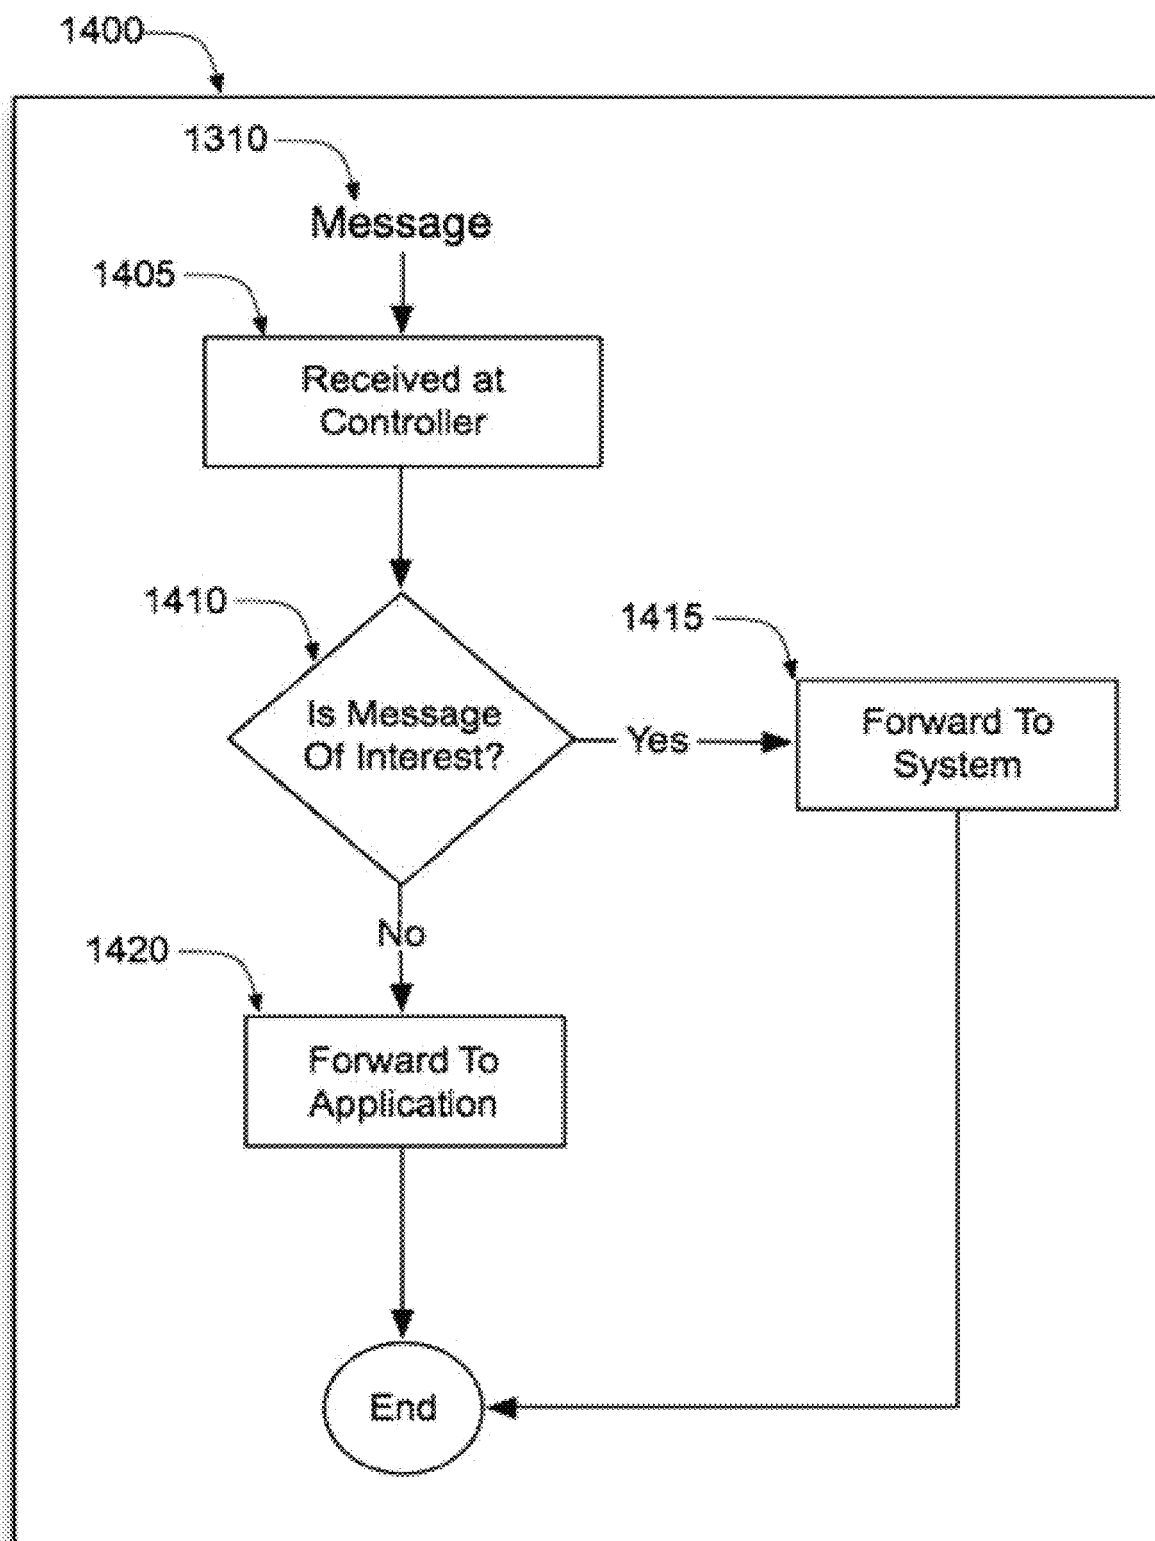 1400
1310
Message
1405
Received at
Controller
1410
Is Message
Of Interest?
Yes
1415
Forward To
System
No
1420
Forward To
Application
End